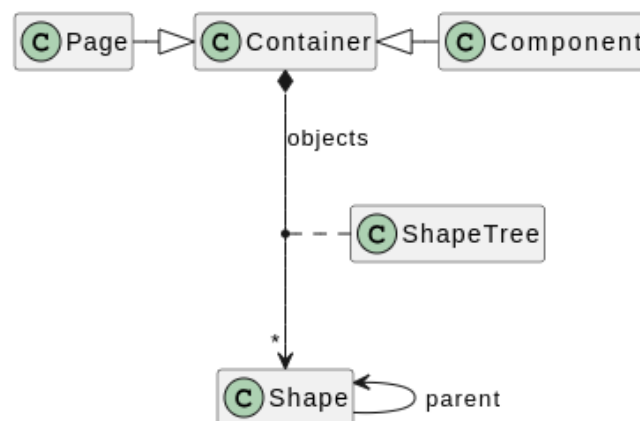 C Page C Container C Component
objects
C ShapeTree
*
C Shape parent